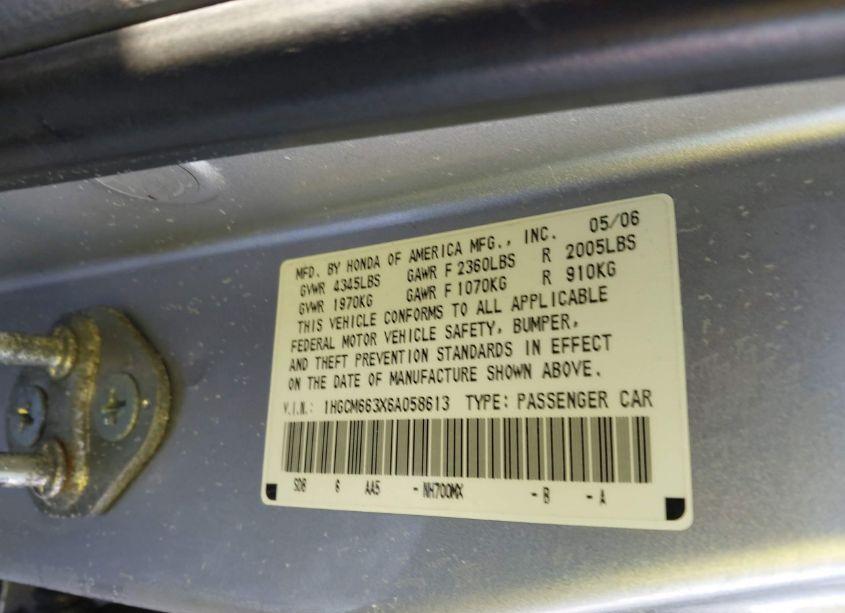 MFD. BY HONDA OF AMERICA MFG., INC. 05/06
GVWR 4345LBS GAWR F 2360LBS R 2005LBS
GVWR 1970KG GAWR F 1070KG R 910KG
THIS VEHICLE CONFORMS TO ALL APPLICABLE
FEDERAL MOTOR VEHICLE SAFETY, BUMPER,
AND THEFT PREVENTION STANDARDS IN EFFECT
ON THE DATE OF MANUFACTURE SHOWN ABOVE.
V.I.N.: 1HGCM663X6A058613 TYPE: PASSENGER CAR
SDB 6 AA5 - NH700MX - B - A